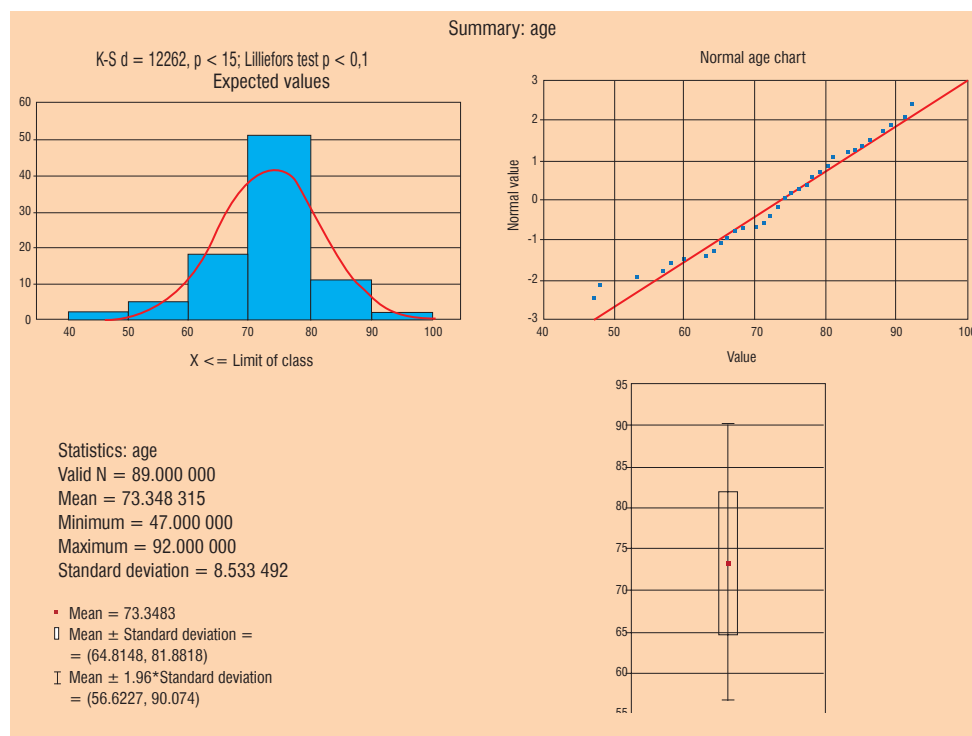 Summary: age
K-S d = 12262, p < 15; Lilliefors test p < 0,1
Expected values
60
50
40
30
20
10
0
40 50 60 70 80 90 100
X <= Limit of class
Normal age chart
Normal value
3
2
1
0
-1
-2
-3
40 50 60 70 80 90 100
Value
Statistics: age
Valid N = 89.000 000
Mean = 73.348 315
Minimum = 47.000 000
Maximum = 92.000 000
Standard deviation = 8.533 492
Mean = 73.3483
Mean ± Standard deviation =
= (64.8148, 81.8818)
Mean ± 1.96*Standard deviation
= (56.6227, 90.074)
95
90
85
80
75
70
65
60
55